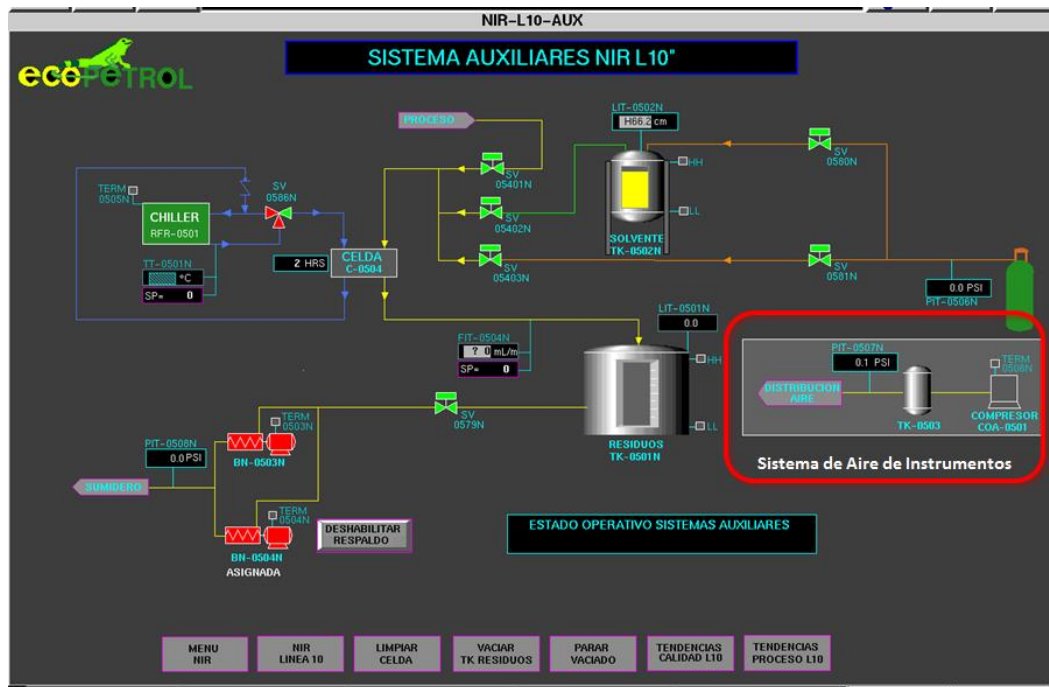 NIR-L10-AUX
SISTEMA AUXILIARES NIR L10"
ecopetrol
LIT-0502N
H66.2 cm
PROCESO
SV
0580N
HH
SV
05401N
TERM
0505N
SV
0586N
CHILLER
RFR-0501
SV
05402N
LL
SOLVENTE
TK-0502N
TT-0501N
°C
SP= 0
2 HRS
CELDA
C-0504
SV
05403N
SV
0581N
0.0 PSI
PIT-0506N
LIT-0501N
0.0
FIT-0504N
? 0 mL/m
SP= 0
HH
LL
RESIDUOS
TK-0501N
PIT-0507N
0.1 PSI
TERM
0506N
DISTRIBUCION
AIRE
TK-0503
COMPRESOR
COA-0501
Sistema de Aire de Instrumentos
SV
0579N
TERM
0503N
BN-0503N
PIT-0508N
0.0 PSI
SUMIDERO
TERM
0504N
BN-0504N
ASIGNADA
DESHABILITAR
RESPALDO
ESTADO OPERATIVO SISTEMAS AUXILIARES
MENU
NIR
NIR
LINEA 10
LIMPIAR
CELDA
VACIAR
TK RESIDUOS
PARAR
VACIADO
TENDENCIAS
CALIDAD L10
TENDENCIAS
PROCESO L10